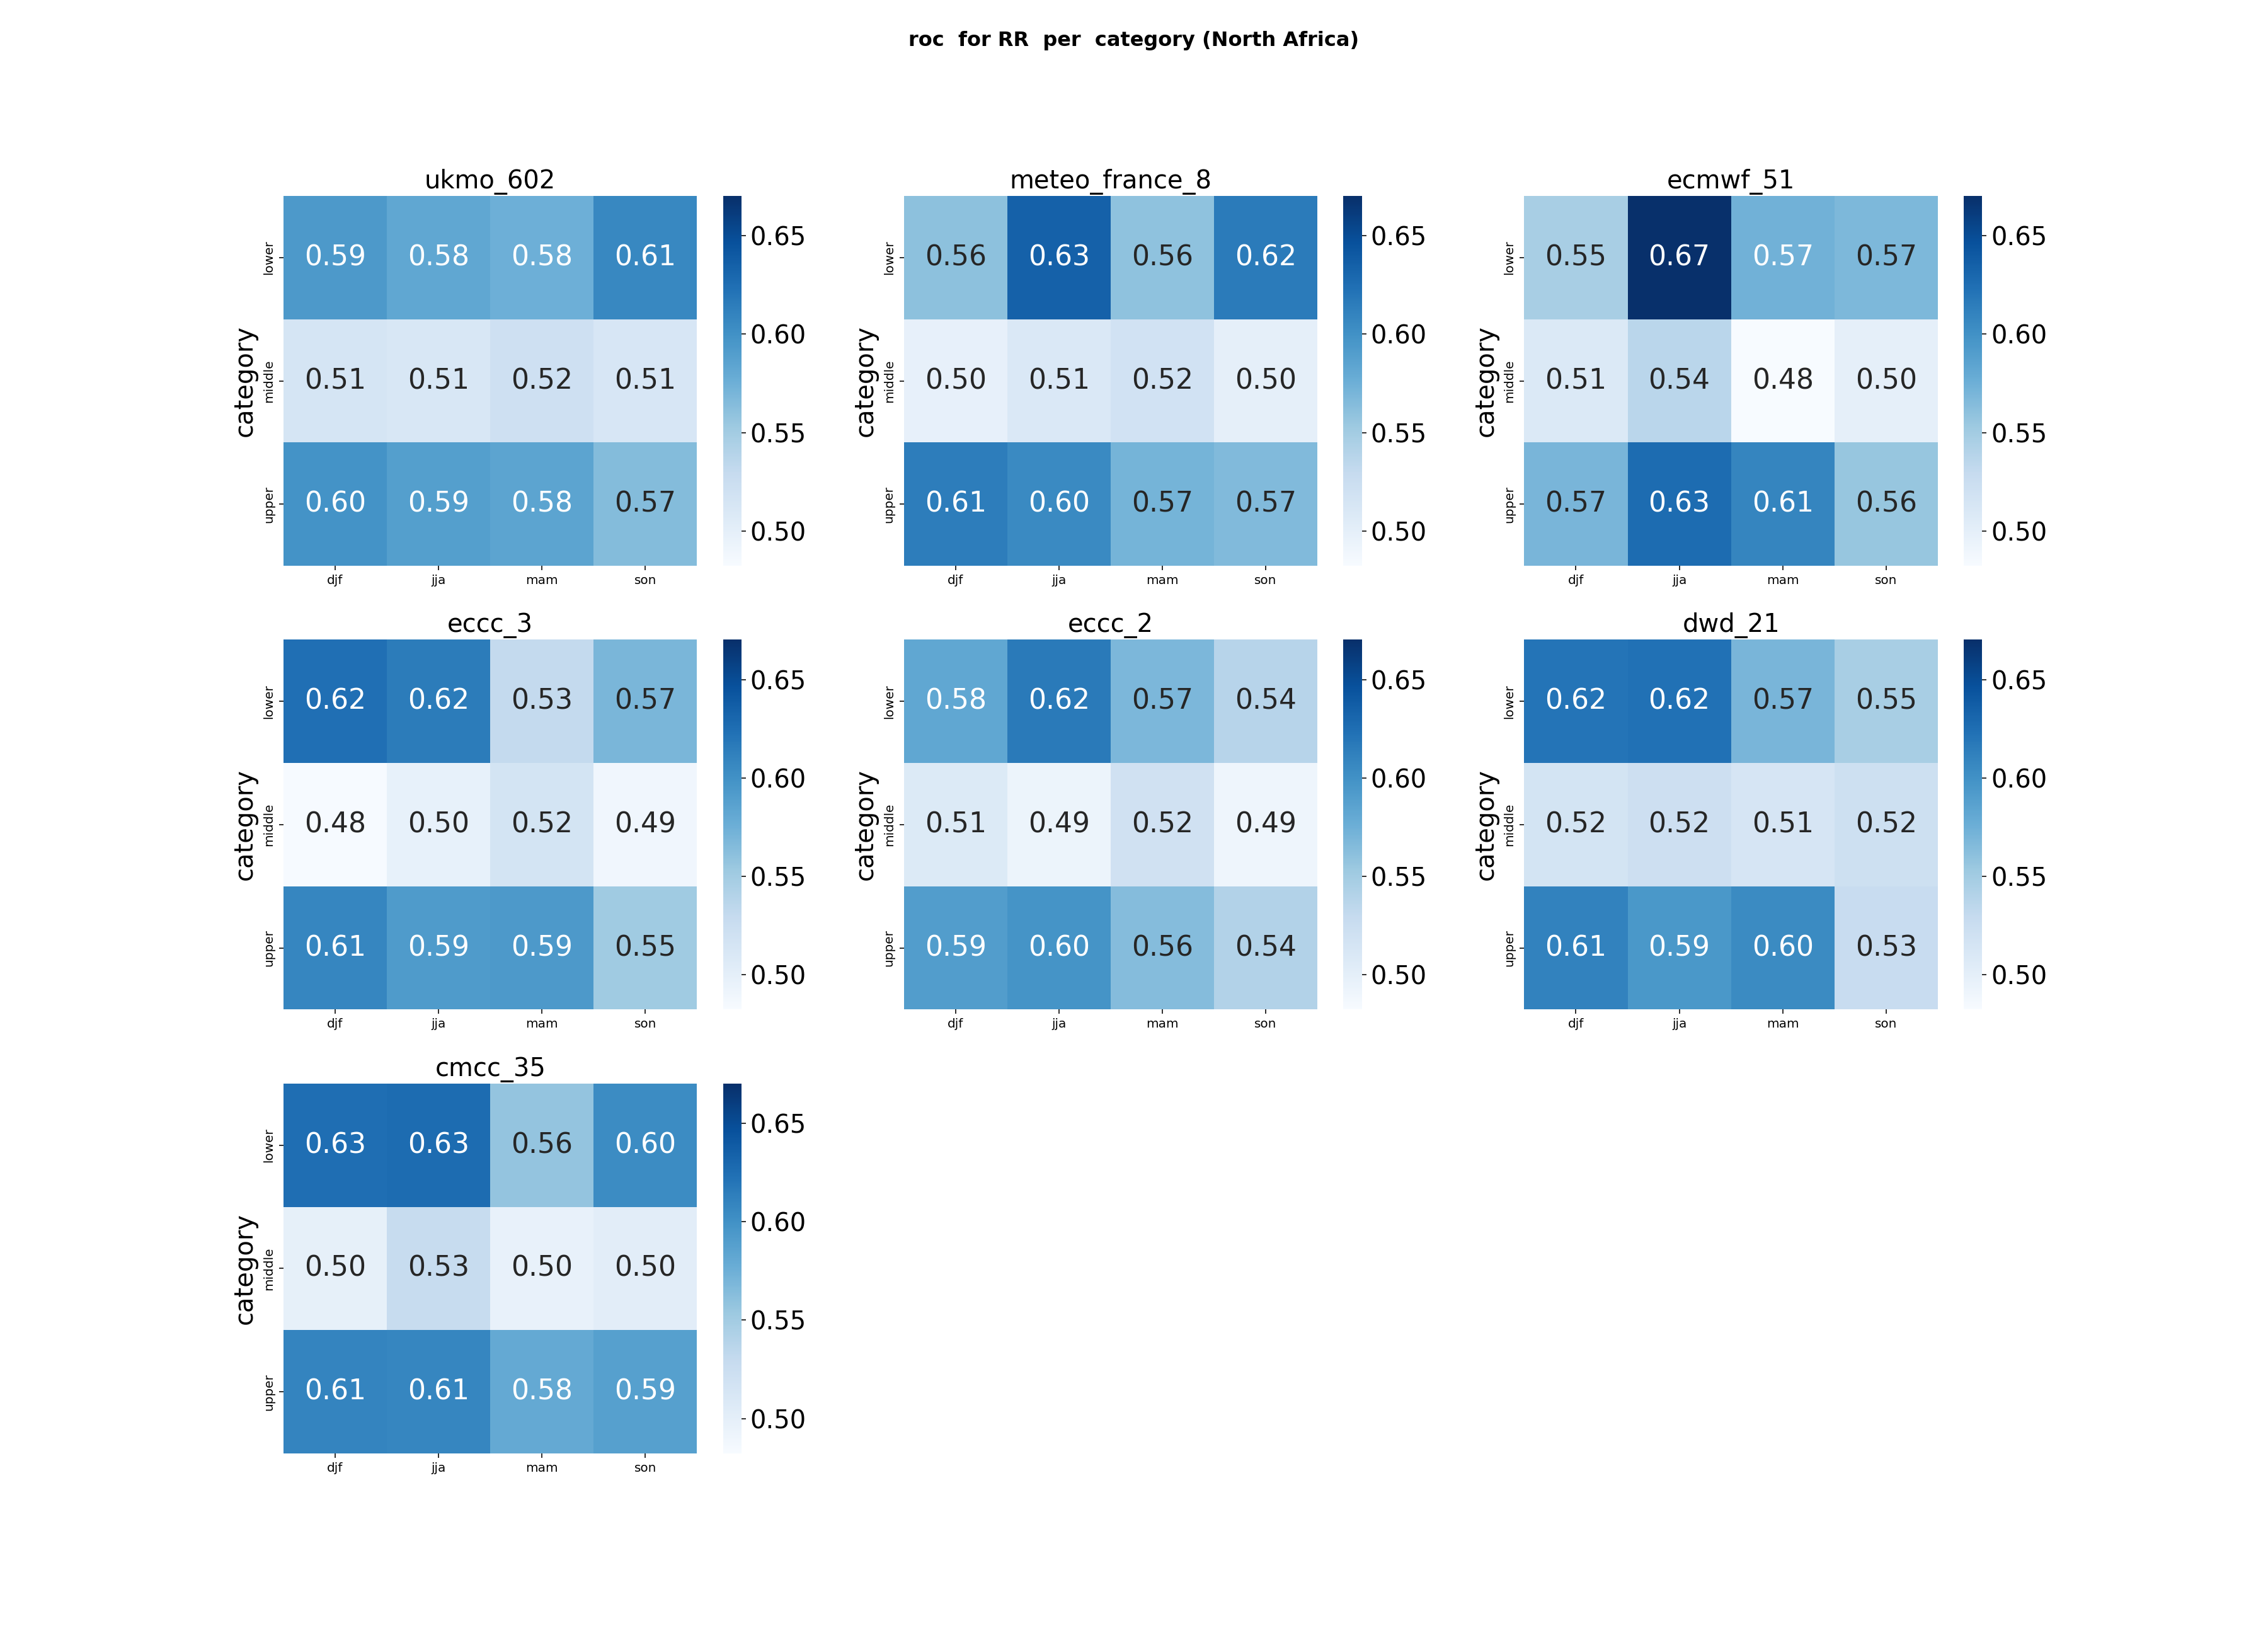 roc for RR per category (North Africa)
ukmo_602
meteo_france_8
ecmwf_51
category
lower
middle
upper
0.59 0.58 0.58 0.61
0.51 0.51 0.52 0.51
0.60 0.59 0.58 0.57
djf jja mam son
0.65
0.60
0.55
0.50
category
lower
middle
upper
0.56 0.63 0.56 0.62
0.50 0.51 0.52 0.50
0.61 0.60 0.57 0.57
djf jja mam son
0.65
0.60
0.55
0.50
category
lower
middle
upper
0.55 0.67 0.57 0.57
0.51 0.54 0.48 0.50
0.57 0.63 0.61 0.56
djf jja mam son
0.65
0.60
0.55
0.50
eccc_3
eccc_2
dwd_21
category
lower
middle
upper
0.62 0.62 0.53 0.57
0.48 0.50 0.52 0.49
0.61 0.59 0.59 0.55
djf jja mam son
0.65
0.60
0.55
0.50
category
lower
middle
upper
0.58 0.62 0.57 0.54
0.51 0.49 0.52 0.49
0.59 0.60 0.56 0.54
djf jja mam son
0.65
0.60
0.55
0.50
category
lower
middle
upper
0.62 0.62 0.57 0.55
0.52 0.52 0.51 0.52
0.61 0.59 0.60 0.53
djf jja mam son
0.65
0.60
0.55
0.50
cmcc_35
category
lower
middle
upper
0.63 0.63 0.56 0.60
0.50 0.53 0.50 0.50
0.61 0.61 0.58 0.59
djf jja mam son
0.65
0.60
0.55
0.50